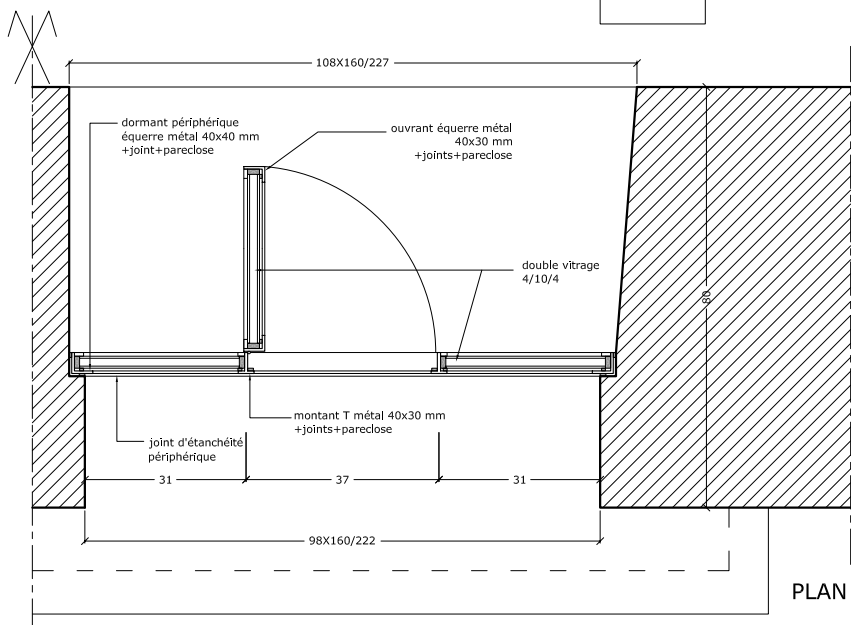 108X160/227
dormant périphérique
équerre métal 40x40 mm
+joint+pareclose
ouvrant équerre métal
40x30 mm
+joints+pareclose
double vitrage
4/10/4
80
montant T métal 40x30 mm
+joints+pareclose
joint d'étanchéité
périphérique
31
37
31
98X160/222
PLAN